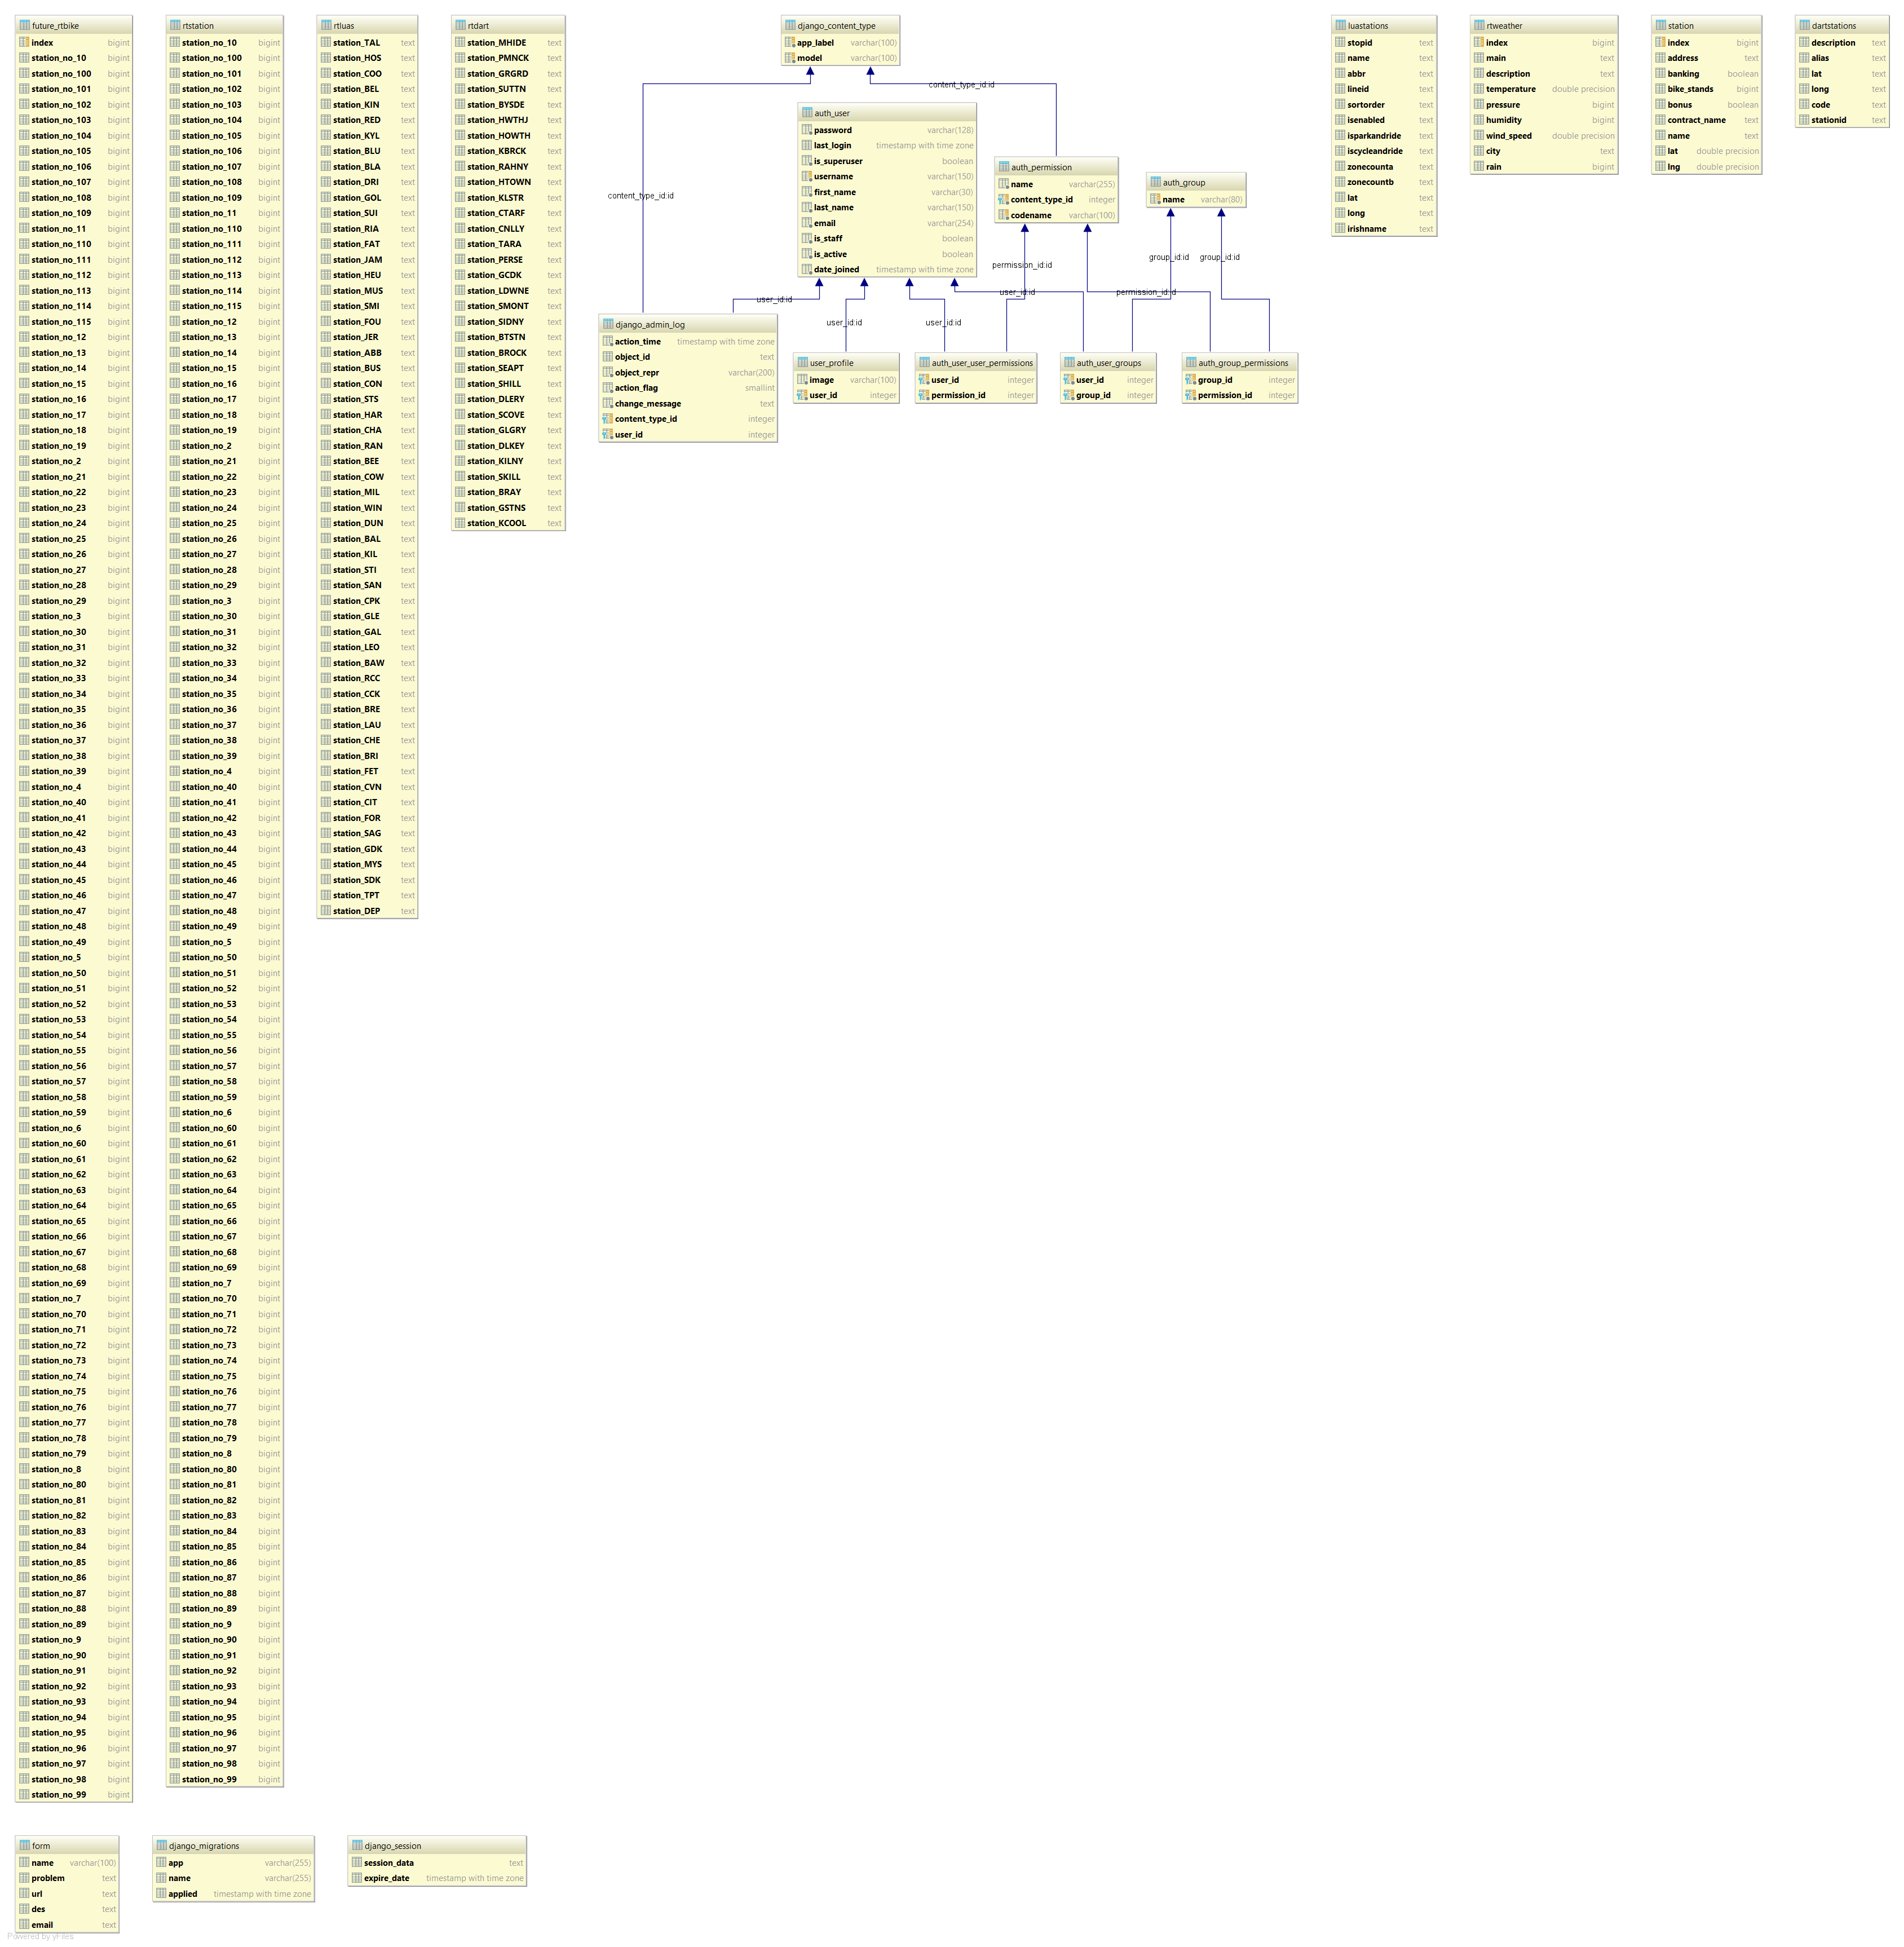 future_rtbike
index bigint
station_no_10 bigint
station_no_100 bigint
station_no_101 bigint
station_no_102 bigint
station_no_103 bigint
station_no_104 bigint
station_no_105 bigint
station_no_106 bigint
station_no_107 bigint
station_no_108 bigint
station_no_109 bigint
station_no_11 bigint
station_no_110 bigint
station_no_111 bigint
station_no_112 bigint
station_no_113 bigint
station_no_114 bigint
station_no_115 bigint
station_no_12 bigint
station_no_13 bigint
station_no_14 bigint
station_no_15 bigint
station_no_16 bigint
station_no_17 bigint
station_no_18 bigint
station_no_19 bigint
station_no_2 bigint
station_no_21 bigint
station_no_22 bigint
station_no_23 bigint
station_no_24 bigint
station_no_25 bigint
station_no_26 bigint
station_no_27 bigint
station_no_28 bigint
station_no_29 bigint
station_no_3 bigint
station_no_30 bigint
station_no_31 bigint
station_no_32 bigint
station_no_33 bigint
station_no_34 bigint
station_no_35 bigint
station_no_36 bigint
station_no_37 bigint
station_no_38 bigint
station_no_39 bigint
station_no_4 bigint
station_no_40 bigint
station_no_41 bigint
station_no_42 bigint
station_no_43 bigint
station_no_44 bigint
station_no_45 bigint
station_no_46 bigint
station_no_47 bigint
station_no_48 bigint
station_no_49 bigint
station_no_5 bigint
station_no_50 bigint
station_no_51 bigint
station_no_52 bigint
station_no_53 bigint
station_no_54 bigint
station_no_55 bigint
station_no_56 bigint
station_no_57 bigint
station_no_58 bigint
station_no_59 bigint
station_no_6 bigint
station_no_60 bigint
station_no_61 bigint
station_no_62 bigint
station_no_63 bigint
station_no_64 bigint
station_no_65 bigint
station_no_66 bigint
station_no_67 bigint
station_no_68 bigint
station_no_69 bigint
station_no_7 bigint
station_no_70 bigint
station_no_71 bigint
station_no_72 bigint
station_no_73 bigint
station_no_74 bigint
station_no_75 bigint
station_no_76 bigint
station_no_77 bigint
station_no_78 bigint
station_no_79 bigint
station_no_8 bigint
station_no_80 bigint
station_no_81 bigint
station_no_82 bigint
station_no_83 bigint
station_no_84 bigint
station_no_85 bigint
station_no_86 bigint
station_no_87 bigint
station_no_88 bigint
station_no_89 bigint
station_no_9 bigint
station_no_90 bigint
station_no_91 bigint
station_no_92 bigint
station_no_93 bigint
station_no_94 bigint
station_no_95 bigint
station_no_96 bigint
station_no_97 bigint
station_no_98 bigint
station_no_99 bigint
rtstation
station_no_10 bigint
station_no_100 bigint
station_no_101 bigint
station_no_102 bigint
station_no_103 bigint
station_no_104 bigint
station_no_105 bigint
station_no_106 bigint
station_no_107 bigint
station_no_108 bigint
station_no_109 bigint
station_no_11 bigint
station_no_110 bigint
station_no_111 bigint
station_no_112 bigint
station_no_113 bigint
station_no_114 bigint
station_no_115 bigint
station_no_12 bigint
station_no_13 bigint
station_no_14 bigint
station_no_15 bigint
station_no_16 bigint
station_no_17 bigint
station_no_18 bigint
station_no_19 bigint
station_no_2 bigint
station_no_21 bigint
station_no_22 bigint
station_no_23 bigint
station_no_24 bigint
station_no_25 bigint
station_no_26 bigint
station_no_27 bigint
station_no_28 bigint
station_no_29 bigint
station_no_3 bigint
station_no_30 bigint
station_no_31 bigint
station_no_32 bigint
station_no_33 bigint
station_no_34 bigint
station_no_35 bigint
station_no_36 bigint
station_no_37 bigint
station_no_38 bigint
station_no_39 bigint
station_no_4 bigint
station_no_40 bigint
station_no_41 bigint
station_no_42 bigint
station_no_43 bigint
station_no_44 bigint
station_no_45 bigint
station_no_46 bigint
station_no_47 bigint
station_no_48 bigint
station_no_49 bigint
station_no_5 bigint
station_no_50 bigint
station_no_51 bigint
station_no_52 bigint
station_no_53 bigint
station_no_54 bigint
station_no_55 bigint
station_no_56 bigint
station_no_57 bigint
station_no_58 bigint
station_no_59 bigint
station_no_6 bigint
station_no_60 bigint
station_no_61 bigint
station_no_62 bigint
station_no_63 bigint
station_no_64 bigint
station_no_65 bigint
station_no_66 bigint
station_no_67 bigint
station_no_68 bigint
station_no_69 bigint
station_no_7 bigint
station_no_70 bigint
station_no_71 bigint
station_no_72 bigint
station_no_73 bigint
station_no_74 bigint
station_no_75 bigint
station_no_76 bigint
station_no_77 bigint
station_no_78 bigint
station_no_79 bigint
station_no_8 bigint
station_no_80 bigint
station_no_81 bigint
station_no_82 bigint
station_no_83 bigint
station_no_84 bigint
station_no_85 bigint
station_no_86 bigint
station_no_87 bigint
station_no_88 bigint
station_no_89 bigint
station_no_9 bigint
station_no_90 bigint
station_no_91 bigint
station_no_92 bigint
station_no_93 bigint
station_no_94 bigint
station_no_95 bigint
station_no_96 bigint
station_no_97 bigint
station_no_98 bigint
station_no_99 bigint
rtluas
station_TAL text
station_HOS text
station_COO text
station_BEL text
station_KIN text
station_RED text
station_KYL text
station_BLU text
station_BLA text
station_DRI text
station_GOL text
station_SUI text
station_RIA text
station_FAT text
station_JAM text
station_HEU text
station_MUS text
station_SMI text
station_FOU text
station_JER text
station_ABB text
station_BUS text
station_CON text
station_STS text
station_HAR text
station_CHA text
station_RAN text
station_BEE text
station_COW text
station_MIL text
station_WIN text
station_DUN text
station_BAL text
station_KIL text
station_STI text
station_SAN text
station_CPK text
station_GLE text
station_GAL text
station_LEO text
station_BAW text
station_RCC text
station_CCK text
station_BRE text
station_LAU text
station_CHE text
station_BRI text
station_FET text
station_CVN text
station_CIT text
station_FOR text
station_SAG text
station_GDK text
station_MYS text
station_SDK text
station_TPT text
station_DEP text
rtdart
station_MHIDE text
station_PMNCK text
station_GRGRD text
station_SUTTN text
station_BYSDE text
station_HWTHJ text
station_HOWTH text
station_KBRCK text
station_RAHNY text
station_HTOWN text
station_KLSTR text
station_CTARF text
station_CNLLY text
station_TARA text
station_PERSE text
station_GCDK text
station_LDWNE text
station_SMONT text
station_SIDNY text
station_BTSTN text
station_BROCK text
station_SEAPT text
station_SHILL text
station_DLERY text
station_SCOVE text
station_GLGRY text
station_DLKEY text
station_KILNY text
station_SKILL text
station_BRAY text
station_GSTNS text
station_KCOOL text
django_content_type
app_label varchar(100)
model varchar(100)
content_type_id:id
content_type_id:id
auth_user
password varchar(128)
last_login timestamp with time zone
is_superuser boolean
username varchar(150)
first_name varchar(30)
last_name varchar(150)
email varchar(254)
is_staff boolean
is_active boolean
date_joined timestamp with time zone
auth_permission
name varchar(255)
content_type_id integer
codename varchar(100)
auth_group
name varchar(80)
permission_id:id
group_id:id
group_id:id
user_id:id
user_id:id
permission_id:id
user_id:id
user_id:id
django_admin_log
action_time timestamp with time zone
object_id text
object_repr varchar(200)
action_flag smallint
change_message text
content_type_id integer
user_id integer
user_profile
image varchar(100)
user_id integer
auth_user_user_permissions
user_id integer
permission_id integer
auth_user_groups
user_id integer
group_id integer
auth_group_permissions
group_id integer
permission_id integer
luastations
stopid text
name text
abbr text
lineid text
sortorder text
isenabled text
isparkandride text
iscycleandride text
zonecounta text
zonecountb text
lat text
long text
irishname text
rtweather
index bigint
main text
description text
temperature double precision
pressure bigint
humidity bigint
wind_speed double precision
city text
rain bigint
station
index bigint
address text
banking boolean
bike_stands bigint
bonus boolean
contract_name text
name text
lat double precision
lng double precision
dartstations
description text
alias text
lat text
long text
code text
stationid text
form
name varchar(100)
problem text
url text
des text
email text
django_migrations
app varchar(255)
name varchar(255)
applied timestamp with time zone
django_session
session_data text
expire_date timestamp with time zone
Powered by yFiles